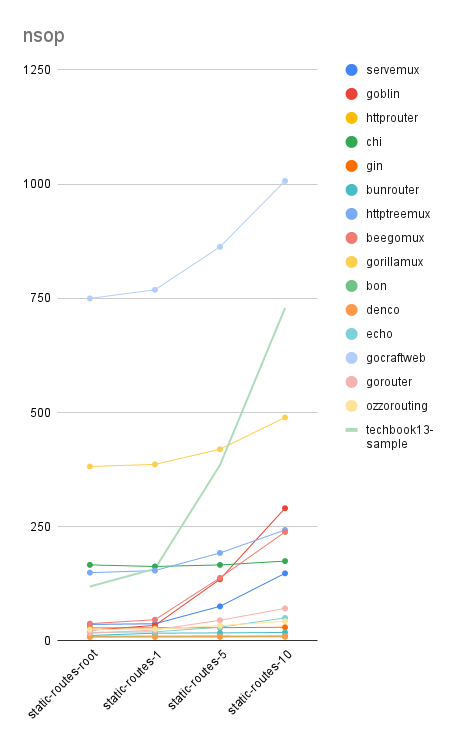 nsop
1250
1000
750
500
250
0
static-routes-root
static-routes-1
static-routes-5
static-routes-10
servemux
goblin
httprouter
chi
gin
bunrouter
httptreemux
beegomux
gorillamux
bon
denco
echo
gocraftweb
gorouter
ozzorouting
techbook13-
sample